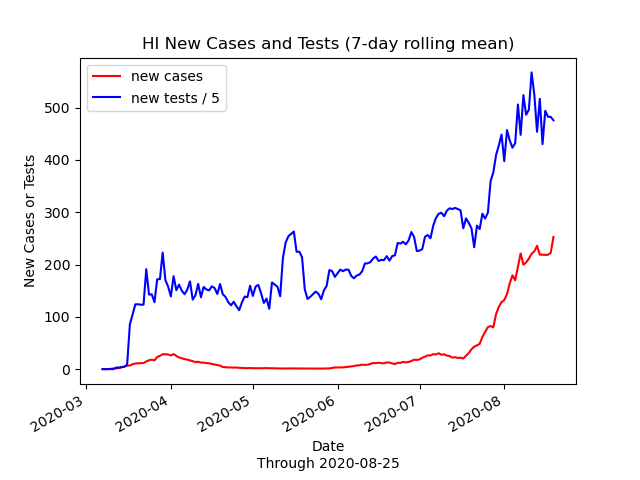 HI New Cases and Tests (7-day rolling mean)
new cases
new tests / 5
New Cases or Tests
500
400
300
200
100
0
2020-03
2020-04
2020-05
2020-06
2020-07
2020-08
Date
Through 2020-08-25